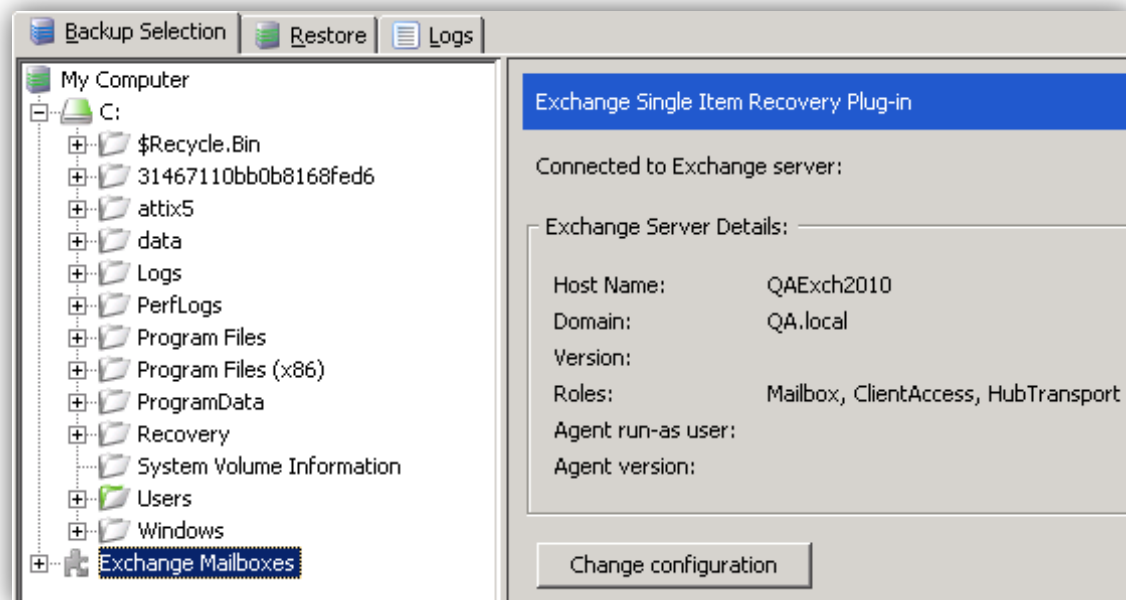 Backup Selection Restore Logs
My Computer
C:
$Recycle.Bin
31467110bb0b8168fed6
attix5
data
Logs
PerfLogs
Program Files
Program Files (x86)
ProgramData
Recovery
System Volume Information
Users
Windows
Exchange Mailboxes
Exchange Single Item Recovery Plug-in
Connected to Exchange server:
Exchange Server Details:
Host Name: QAExch2010
Domain: QA.local
Version:
Roles: Mailbox, ClientAccess, HubTransport
Agent run-as user:
Agent version:
Change configuration